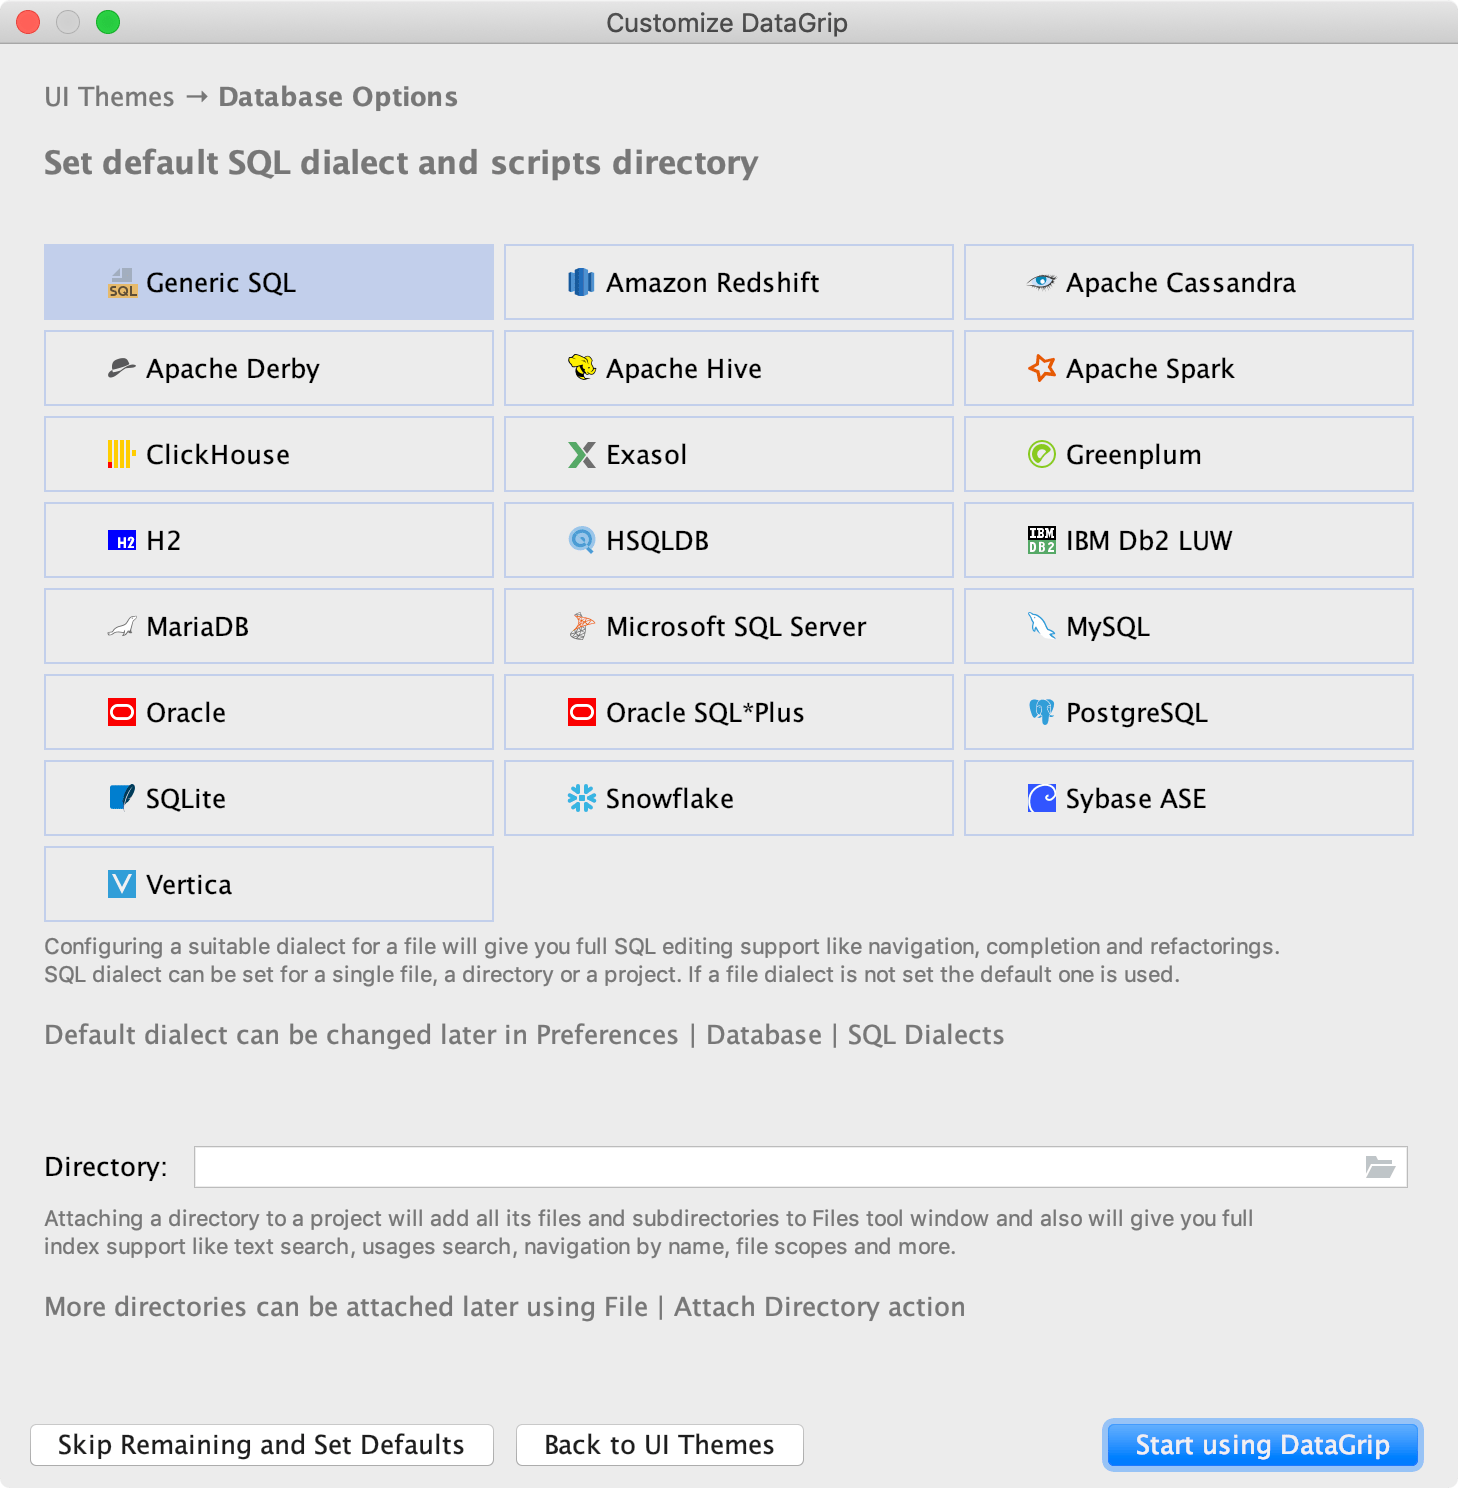 Customize DataGrip
UI Themes → Database Options
Set default SQL dialect and scripts directory
SQL Generic SQL
Amazon Redshift
Apache Cassandra
Apache Derby
Apache Hive
Apache Spark
ClickHouse
Exasol
Greenplum
H2 H2
HSQLDB
IBM DB2 IBM Db2 LUW
MariaDB
Microsoft SQL Server
MySQL
Oracle
Oracle SQL*Plus
PostgreSQL
SQLite
Snowflake
Sybase ASE
Vertica
Configuring a suitable dialect for a file will give you full SQL editing support like navigation, completion and refactorings.
SQL dialect can be set for a single file, a directory or a project. If a file dialect is not set the default one is used.
Default dialect can be changed later in Preferences | Database | SQL Dialects
Directory:
Attaching a directory to a project will add all its files and subdirectories to Files tool window and also will give you full
index support like text search, usages search, navigation by name, file scopes and more.
More directories can be attached later using File | Attach Directory action
Skip Remaining and Set Defaults
Back to UI Themes
Start using DataGrip